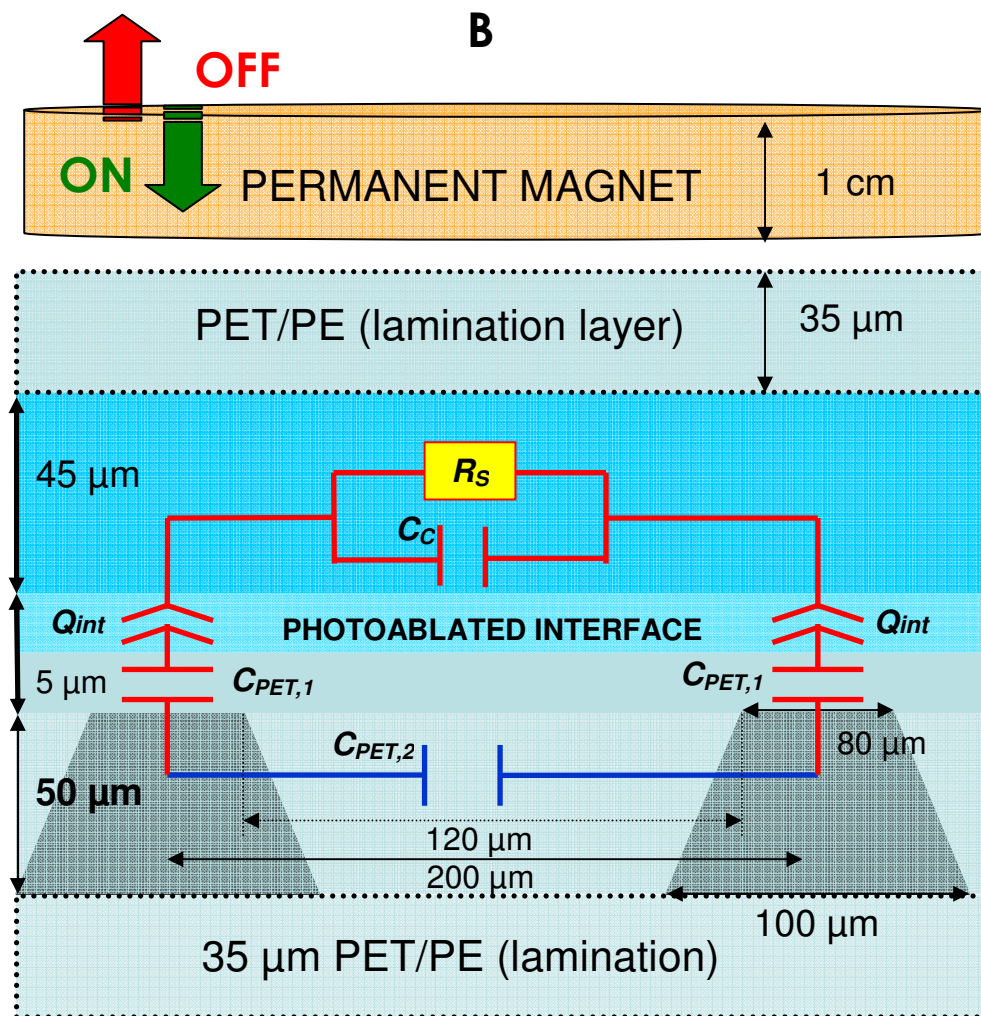 B
OFF
ON
PERMANENT MAGNET
1 cm
PET/PE (lamination layer)
35 µm
45 µm
RS
CC
Qint
PHOTOABLATED INTERFACE
Qint
5 µm
CPET,1
CPET,1
CPET,2
80 µm
50 µm
120 µm
200 µm
100 µm
35 µm PET/PE (lamination)